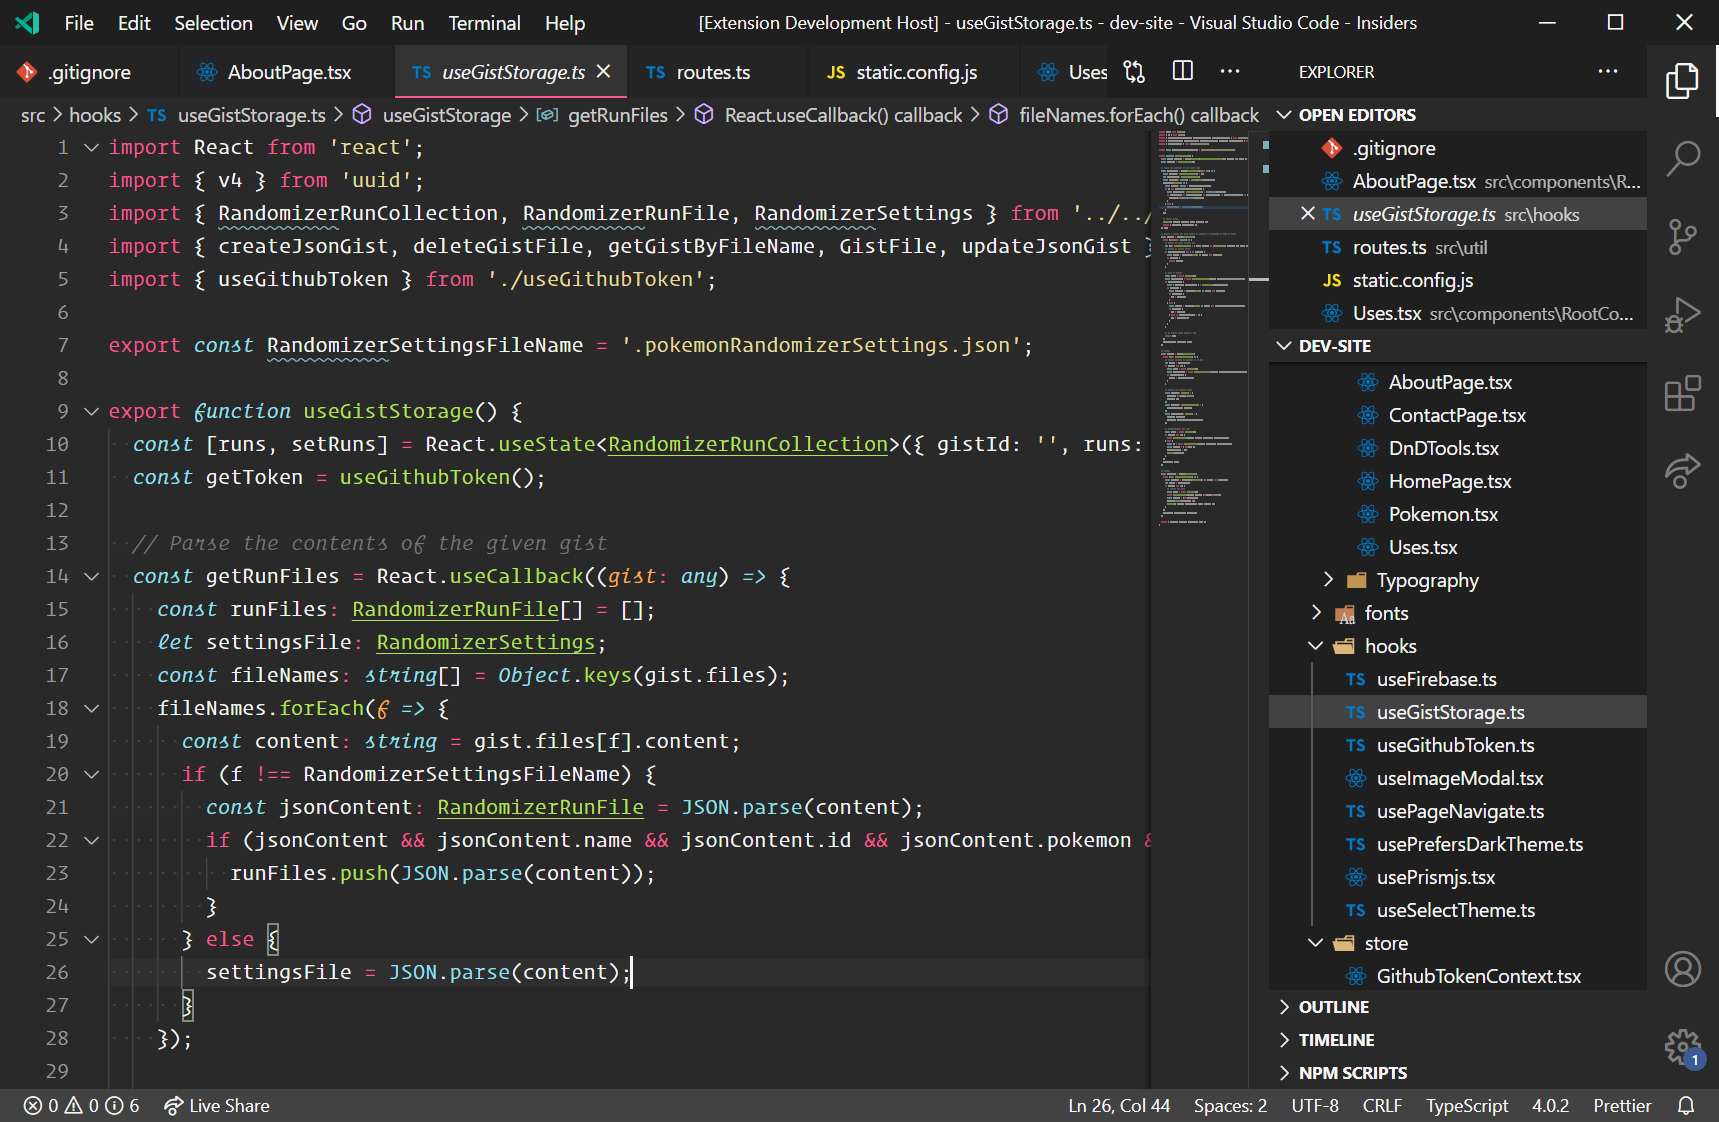 File Edit Selection View Go Run Terminal Help [Extension Development Host] - useGistStorage.ts - dev-site - Visual Studio Code - Insiders
.gitignore AboutPage.tsx TS useGistStorage.ts TS routes.ts JS static.config.js Uses
src > hooks > TS useGistStorage.ts > useGistStorage > getRunFiles > React.useCallback() callback > fileNames.forEach() callback
1 import React from 'react';
2 import { v4 } from 'uuid';
3 import { RandomizerRunCollection, RandomizerRunFile, RandomizerSettings } from '../../
4 import { createJsonGist, deleteGistFile, getGistByFileName, GistFile, updateJsonGist }
5 import { useGithubToken } from './useGithubToken';
6
7 export const RandomizerSettingsFileName = '.pokemonRandomizerSettings.json';
8
9 export function useGistStorage() {
10 const [runs, setRuns] = React.useState<RandomizerRunCollection>({ gistId: '', runs:
11 const getToken = useGithubToken();
12
13 // Parse the contents of the given gist
14 const getRunFiles = React.useCallback((gist: any) => {
15 const runFiles: RandomizerRunFile[] = [];
16 let settingsFile: RandomizerSettings;
17 const fileNames: string[] = Object.keys(gist.files);
18 fileNames.forEach(f => {
19 const content: string = gist.files[f].content;
20 if (f !== RandomizerSettingsFileName) {
21 const jsonContent: RandomizerRunFile = JSON.parse(content);
22 if (jsonContent && jsonContent.name && jsonContent.id && jsonContent.pokemon &
23 runFiles.push(JSON.parse(content));
24 }
25 } else {
26 settingsFile = JSON.parse(content);
27 }
28 });
29
EXPLORER
OPEN EDITORS
.gitignore
AboutPage.tsx src\components\R...
TS useGistStorage.ts src\hooks
TS routes.ts src\util
JS static.config.js
Uses.tsx src\components\RootCo...
DEV-SITE
AboutPage.tsx
ContactPage.tsx
DnDTools.tsx
HomePage.tsx
Pokemon.tsx
Uses.tsx
Typography
Aa fonts
hooks
TS useFirebase.ts
TS useGistStorage.ts
TS useGithubToken.ts
useImageModal.tsx
TS usePageNavigate.ts
TS usePrefersDarkTheme.ts
usePrismjs.tsx
TS useSelectTheme.ts
store
GithubTokenContext.tsx
OUTLINE
TIMELINE
NPM SCRIPTS
1
0 0 6 Live Share Ln 26, Col 44 Spaces: 2 UTF-8 CRLF TypeScript 4.0.2 Prettier